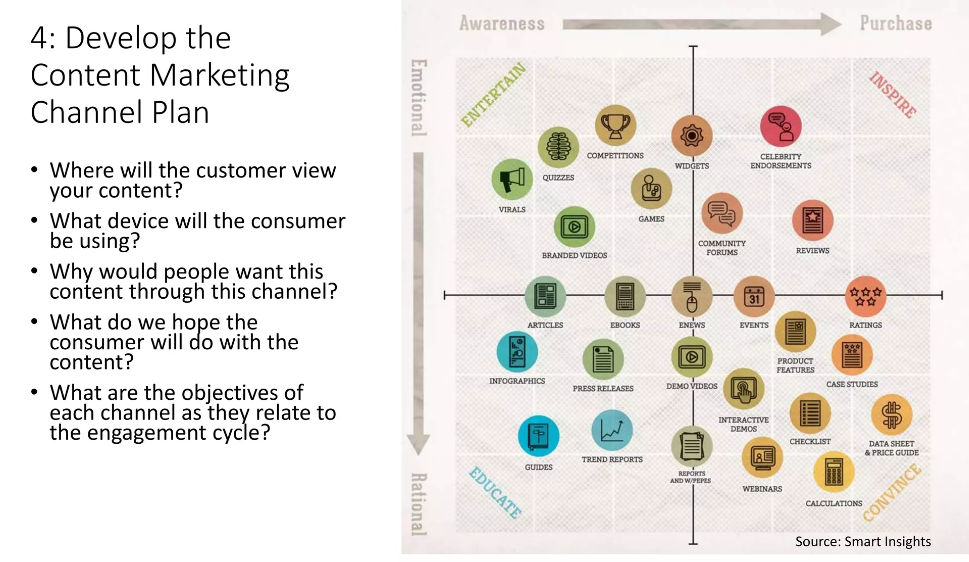 4: Develop the
Content Marketing
Channel Plan
• Where will the customer view
your content?
• What device will the consumer
be using?
• Why would people want this
content through this channel?
• What do we hope the
consumer will do with the
content?
• What are the objectives of
each channel as they relate to
the engagement cycle?
Awareness
Purchase
Emotional
Rational
ENTERTAIN
INSPIRE
COMPETITIONS
WIDGETS
CELEBRITY
ENDORSEMENTS
QUIZZES
VIRALS
GAMES
COMMUNITY
FORUMS
REVIEWS
BRANDED VIDEOS
31
ARTICLES
EBOOKS
ENEWS
EVENTS
RATINGS
INFOGRAPHICS
PRESS RELEASES
DEMO VIDEOS
PRODUCT
FEATURES
CASE STUDIES
INTERACTIVE
DEMOS
CHECKLIST
DATA SHEET
& PRICE GUIDE
GUIDES
TREND REPORTS
REPORTS
AND W/PEPES
WEBINARS
CALCULATIONS
EDUCATE
CONVINCE
Source: Smart Insights